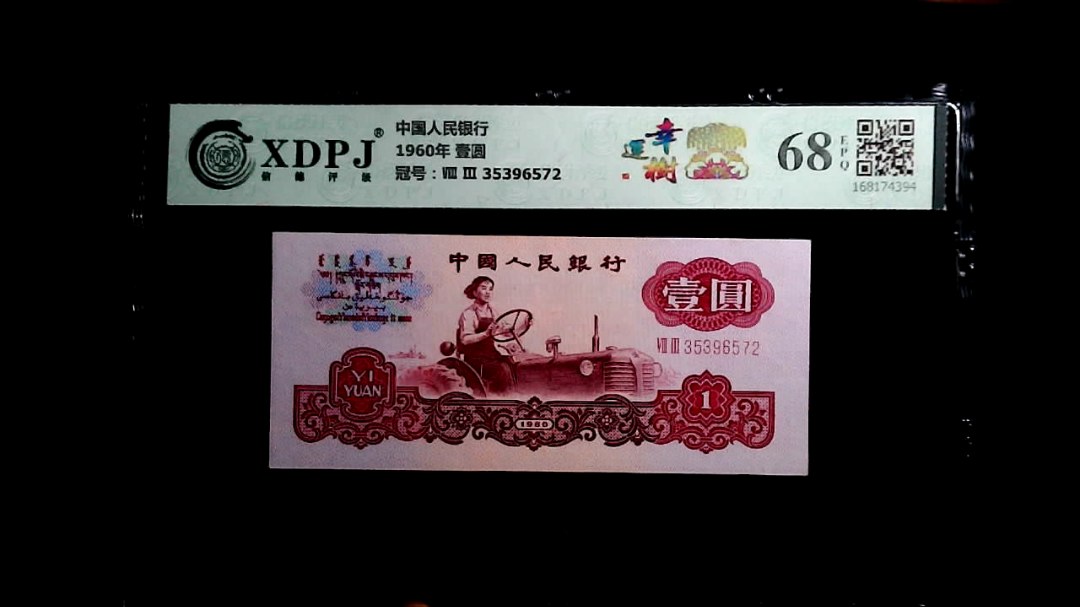 XDPJ®
信德评级
中国人民银行
1960年 壹圆
冠号：Ⅷ Ⅲ 35396572
幸運樹
68
EPQ
168174394
中國人民銀行
壹圓
Ⅷ Ⅲ 35396572
YI
YUAN
1960
1